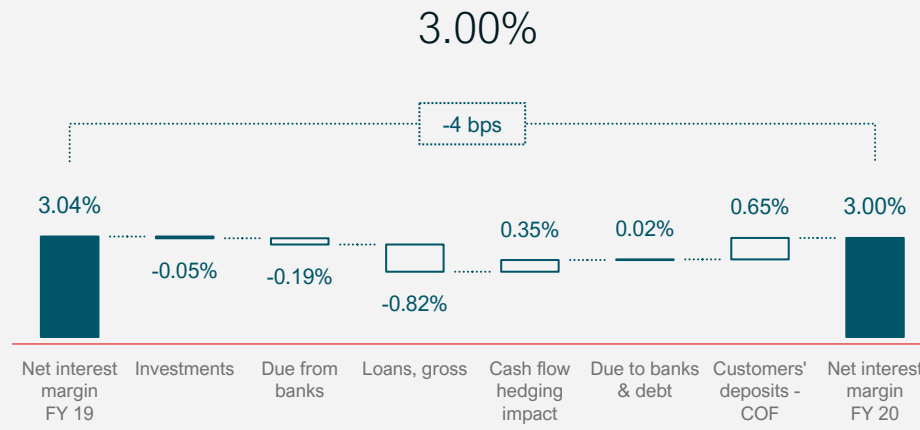 3.00%
-4 bps
3.04%
-0.05%
-0.19%
-0.82%
0.35%
0.02%
0.65%
3.00%
Net interest
margin
FY 19
Investments
Due from
banks
Loans, gross
Cash flow
hedging
impact
Due to banks
& debt
Customers'
deposits -
COF
Net interest
margin
FY 20